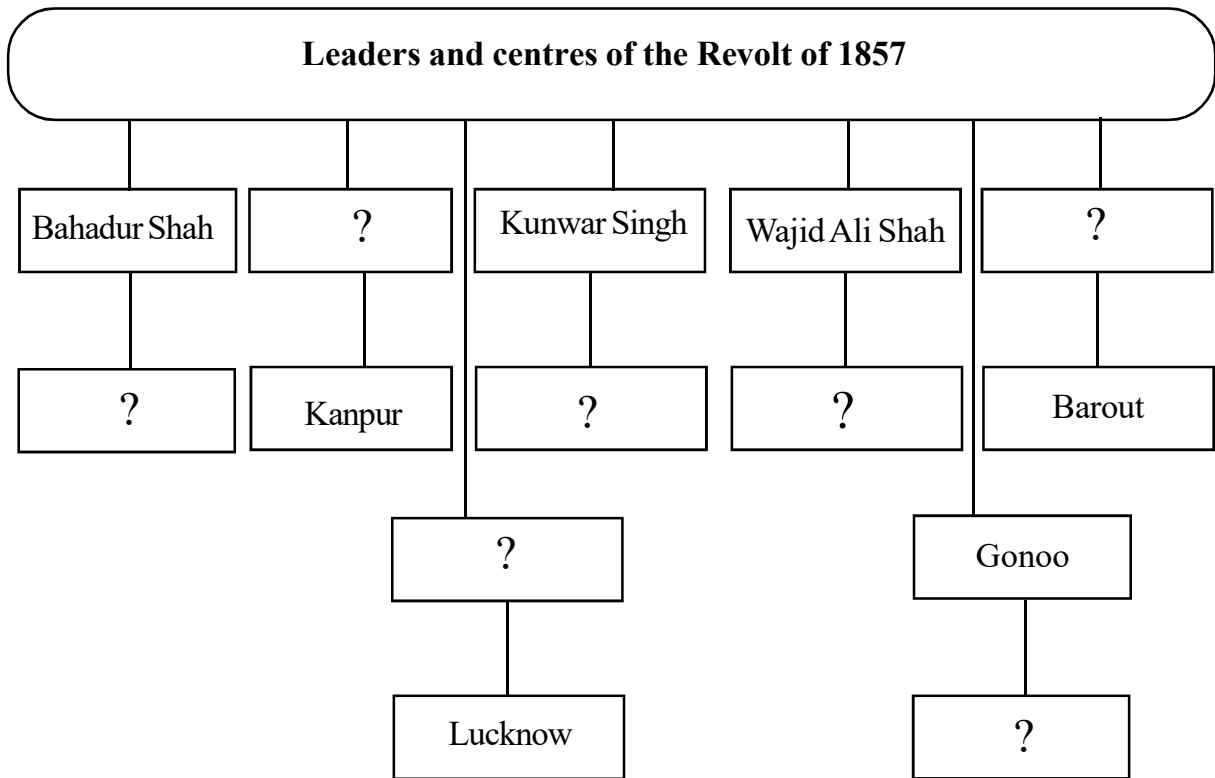 Leaders and centres of the Revolt of 1857
Bahadur Shah
?
Kunwar Singh
Wajid Ali Shah
?
?
Kanpur
?
?
Barout
?
Gonoo
Lucknow
?